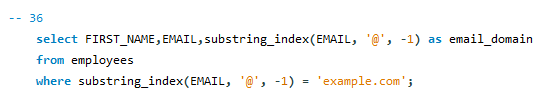 -- 36
select FIRST_NAME,EMAIL,substring_index(EMAIL, '@', -1) as email_domain
from employees
where substring_index(EMAIL, '@', -1) = 'example.com';